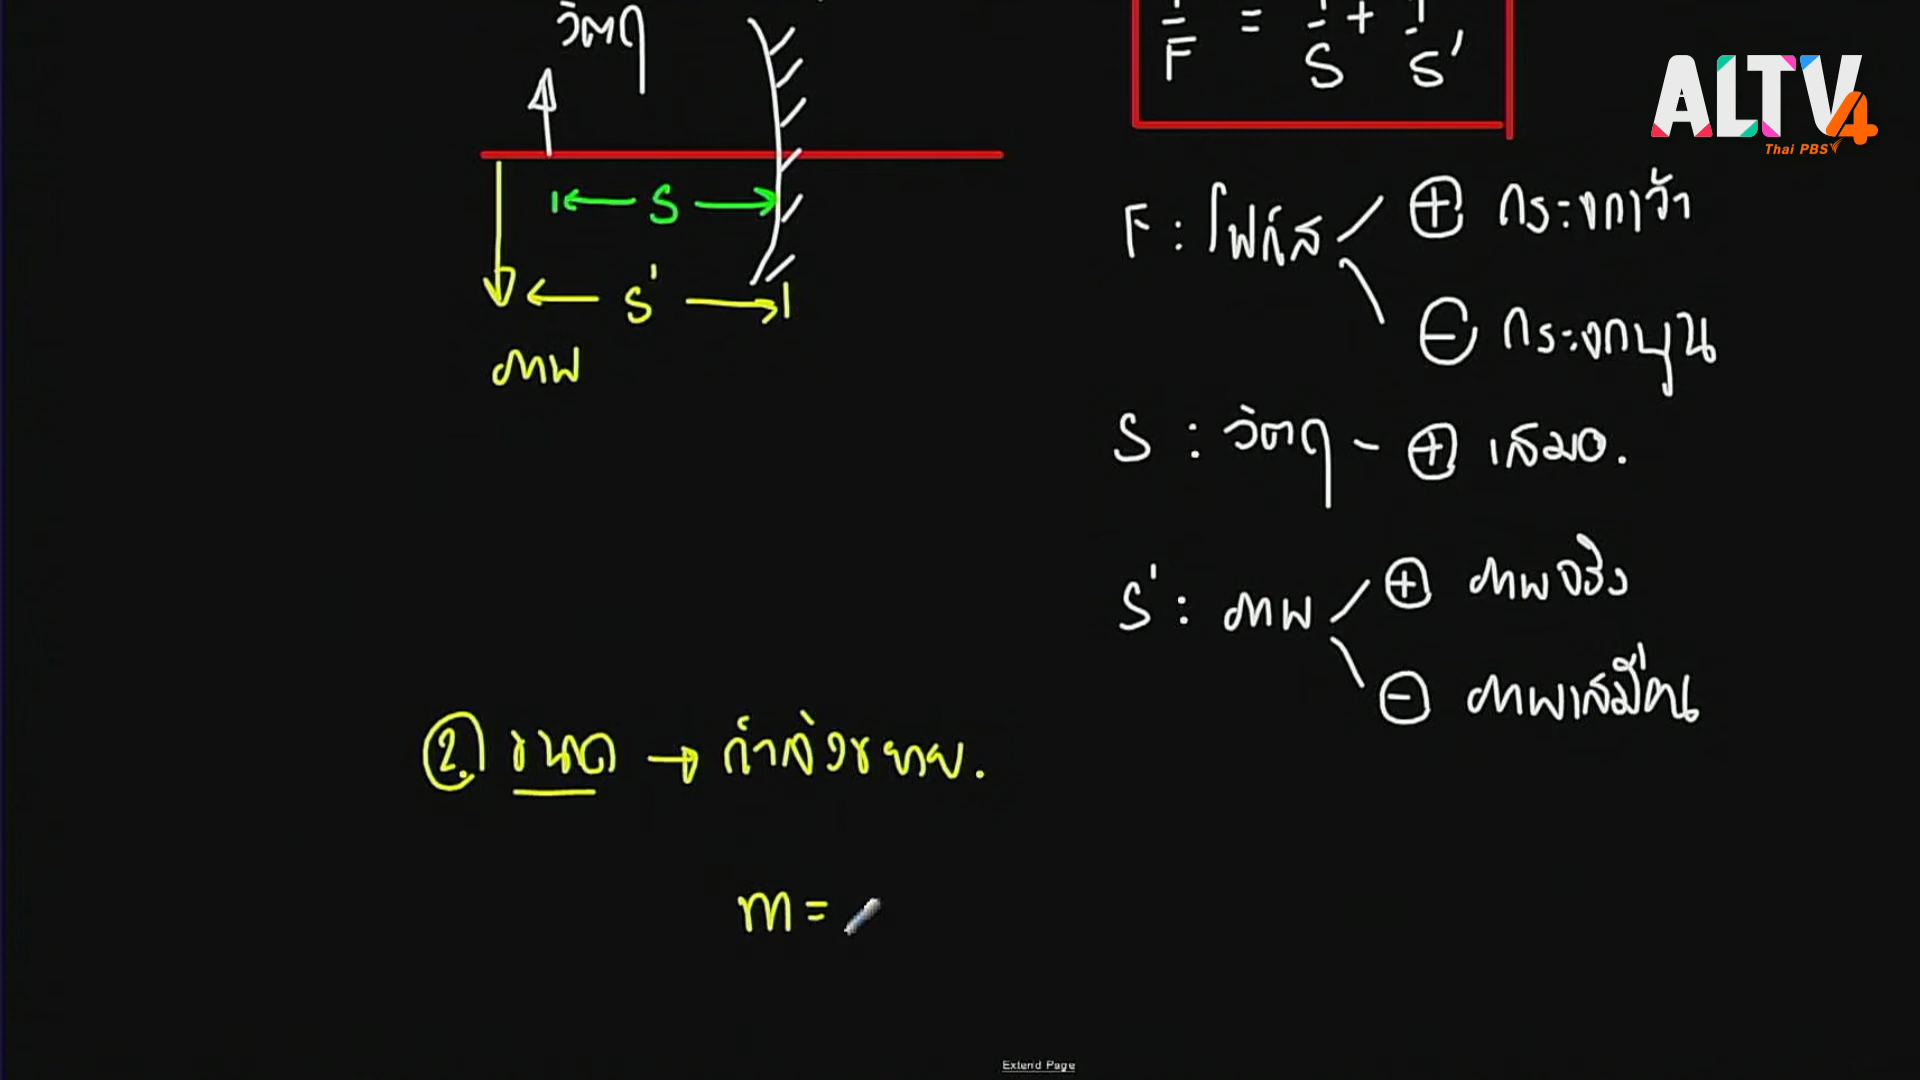 วัตถุ
1/F = 1/S + 1/S'
ALTV4
Thai PBS
S
S'
ภาพ
F : โฟกัส
⊕ กระจกเว้า
⊖ กระจกนูน
S : วัตถุ - ⊕ เสมอ.
S' : ภาพ
⊕ ภาพจริง
⊖ ภาพเสมือน
②. ขนาด → กำลังขยาย.
m =
Extend Page